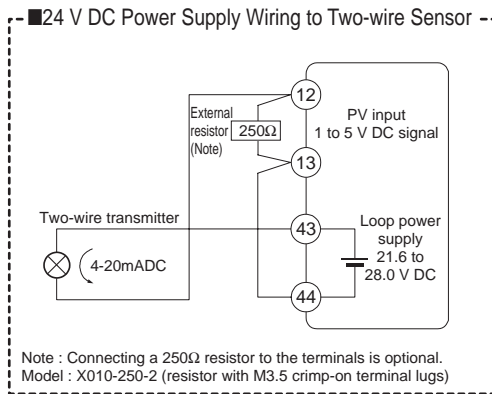 ■24 V DC Power Supply Wiring to Two-wire Sensor
12
External
resistor
(Note)
250Ω
PV input
1 to 5 V DC signal
13
Two-wire transmitter
43
Loop power
supply
21.6 to
28.0 V DC
4-20mADC
44
Note : Connecting a 250Ω resistor to the terminals is optional.
Model : X010-250-2 (resistor with M3.5 crimp-on terminal lugs)